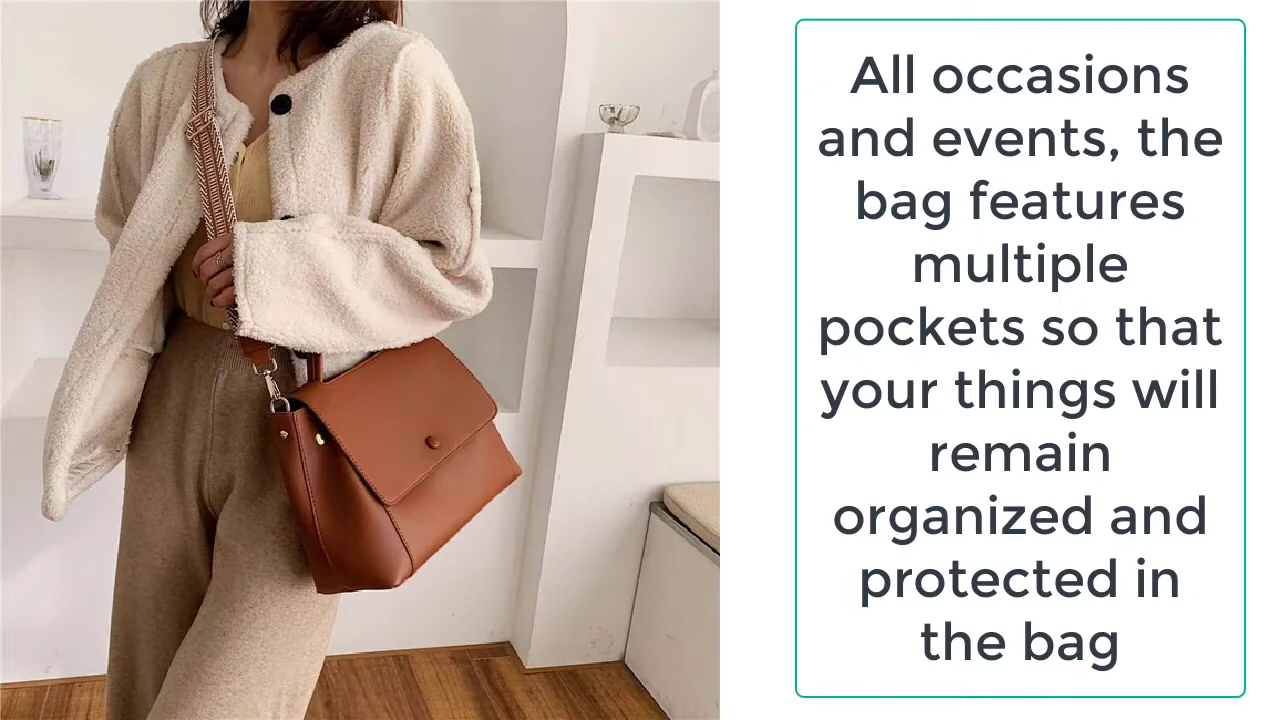 All occasions
and events, the
bag features
multiple
pockets so that
your things will
remain
organized and
protected in
the bag